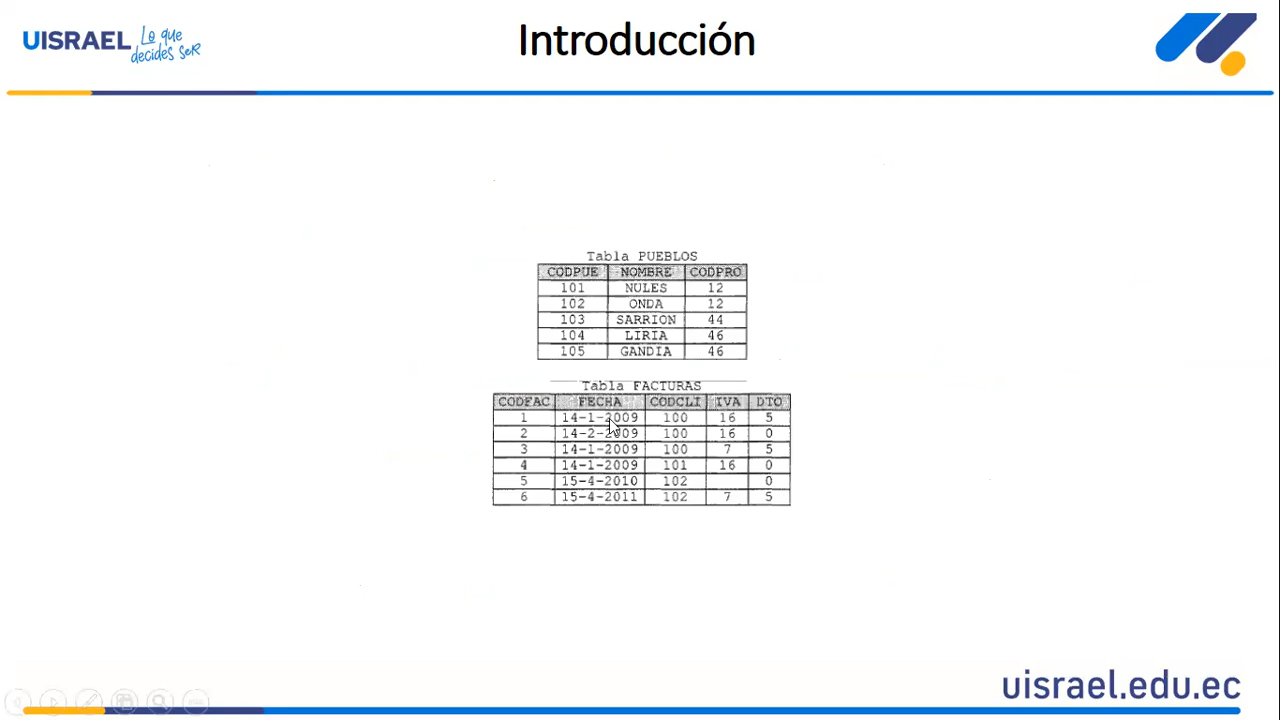 UISRAEL Lo que
decides seR
Introducción
Tabla PUEBLOS
CODPUE NOMBRE CODPRO
101 NULES 12
102 ONDA 12
103 SARRION 44
104 LIRIA 46
105 GANDIA 46
Tabla FACTURAS
CODFAC FECHA CODCLI IVA DTO
1 14-1-2009 100 16 5
2 14-2-2009 100 16 0
3 14-1-2009 100 7 5
4 14-1-2009 101 16 0
5 15-4-2010 102 0
6 15-4-2011 102 7 5
uisrael.edu.ec